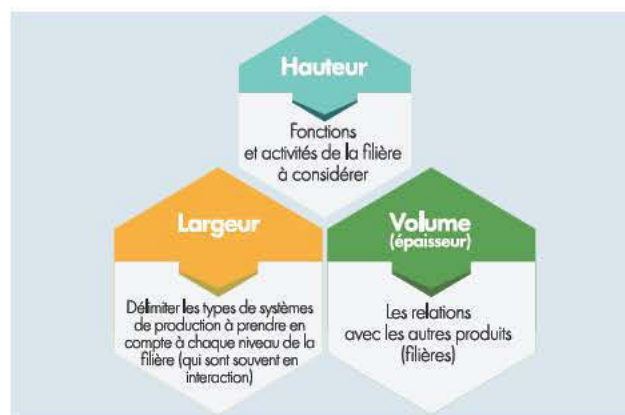 Hauteur
Fonctions
et activités de la filière
à considérer
Largeur
Délimiter les types de systèmes
de production à prendre en
compte à chaque niveau de la
filière (qui sont souvent en
interaction)
Volume
(épaisseur)
Les relations
avec les autres produits
(filières)